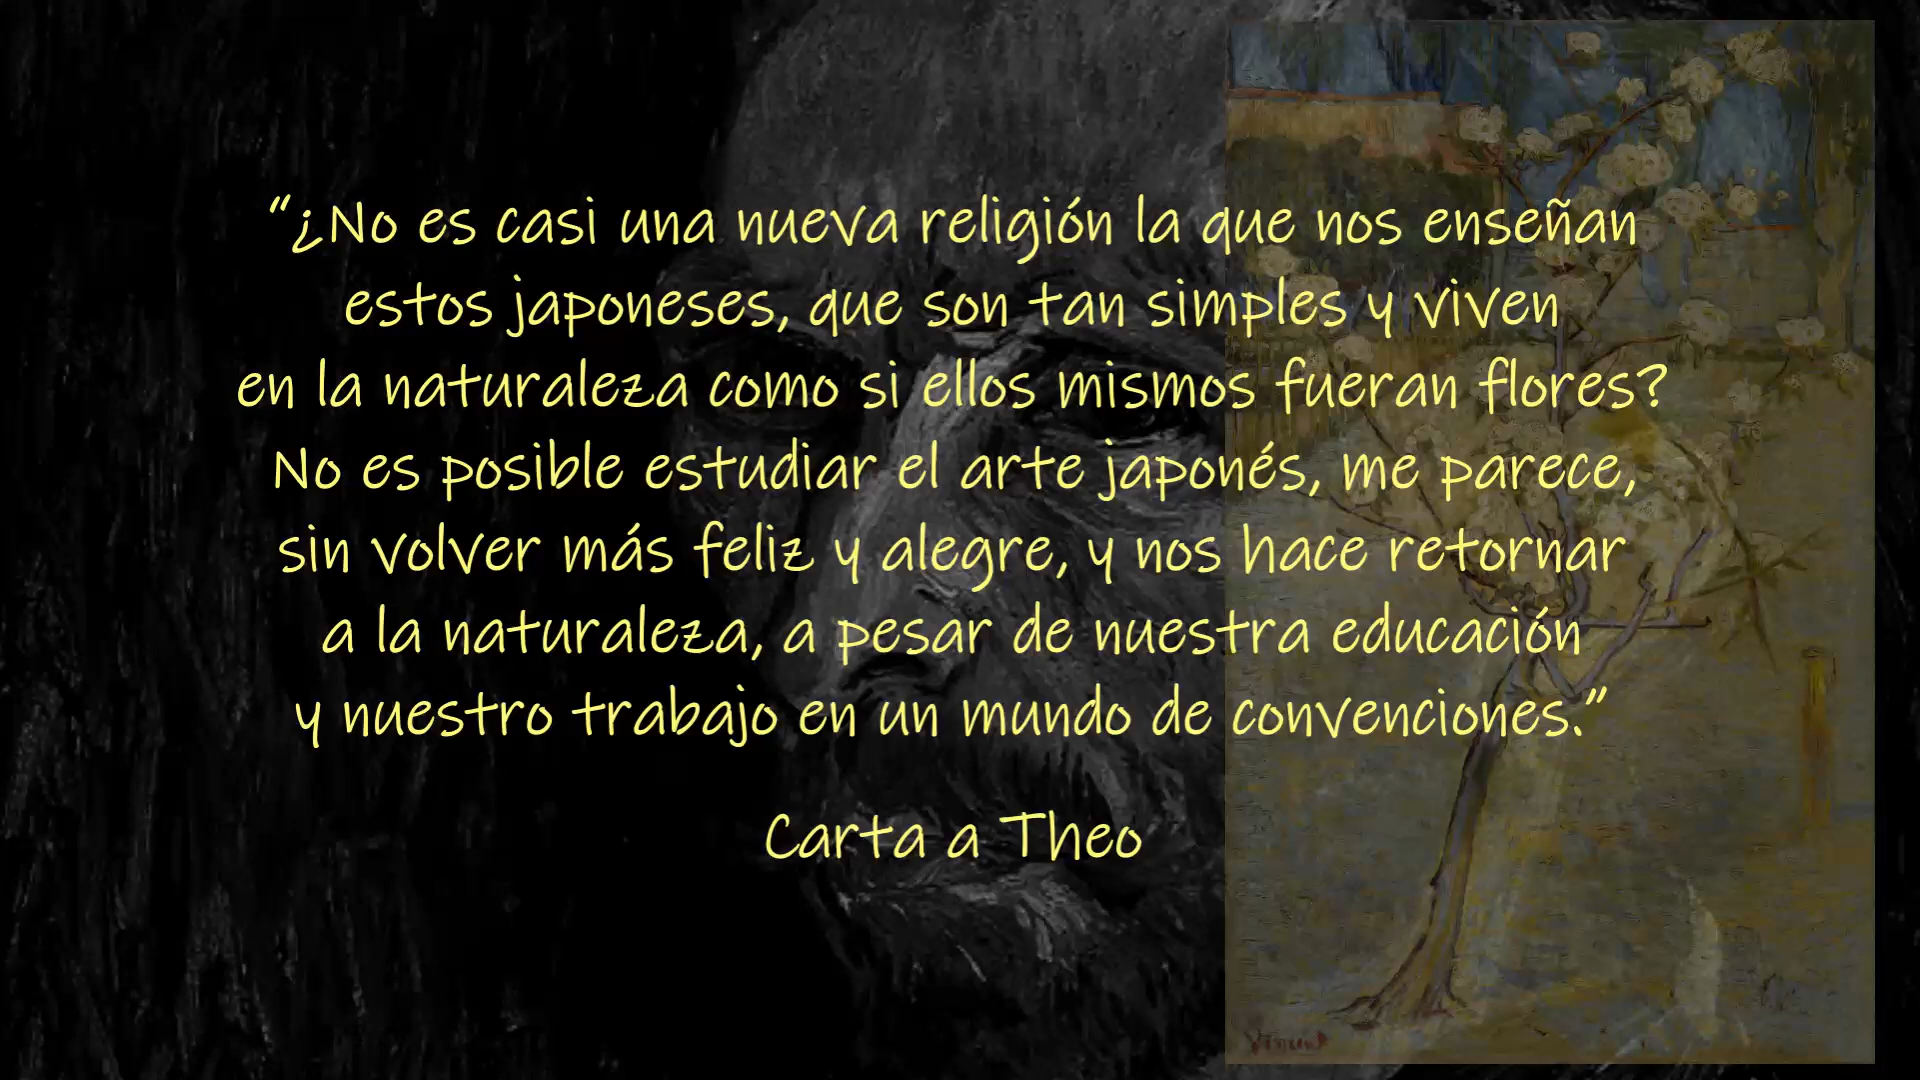 “¿No es casi una nueva religión la que nos enseñan
estos japoneses, que son tan simples y viven
en la naturaleza como si ellos mismos fueran flores?
No es posible estudiar el arte japonés, me parece,
sin volver más feliz y alegre, y nos hace retornar
a la naturaleza, a pesar de nuestra educación
y nuestro trabajo en un mundo de convenciones.”
Carta a Theo
Vincent